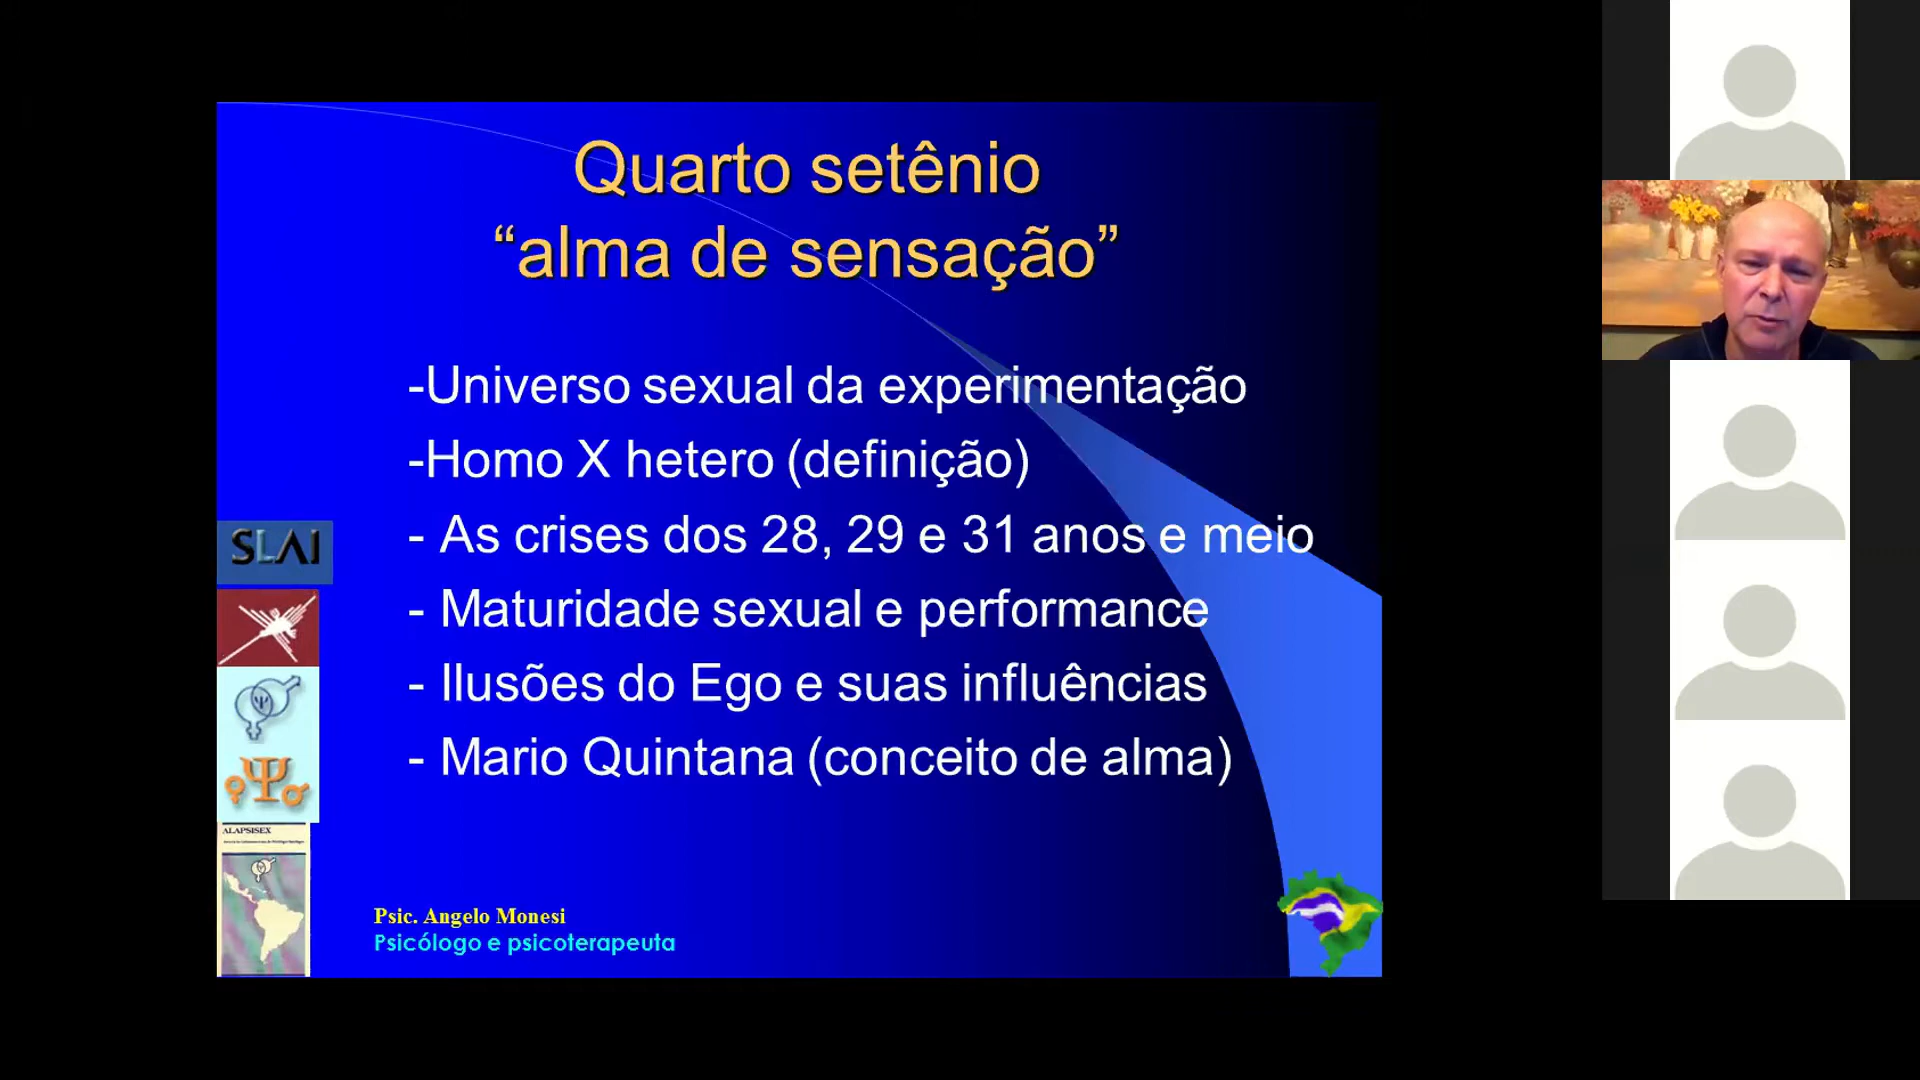 Quarto setênio
“alma de sensação”
-Universo sexual da experimentação
-Homo X hetero (definição)
- As crises dos 28, 29 e 31 anos e meio
- Maturidade sexual e performance
- Ilusões do Ego e suas influências
- Mario Quintana (conceito de alma)
SLAI
ALAPSISEX
Psic. Angelo Monesi
Psicólogo e psicoterapeuta